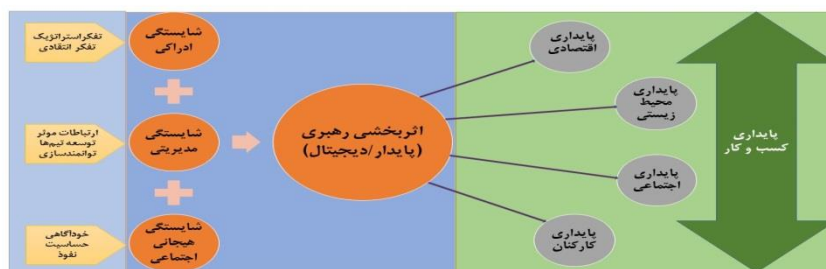 تفکراستراتژیک
تفکر انتقادی
شایستگی
ادراکی
ارتباطات موثر
توسعه تیم‌ها
توانمندسازی
شایستگی
مدیریتی
خودآگاهی
حساسیت
نفوذ
شایستگی
هیجانی
اجتماعی
اثربخشی رهبری
(پایدار/دیجیتال)
پایداری
اقتصادی
پایداری
محیط
زیستی
پایداری
اجتماعی
پایداری
کارکنان
پایداری
کسب و کار